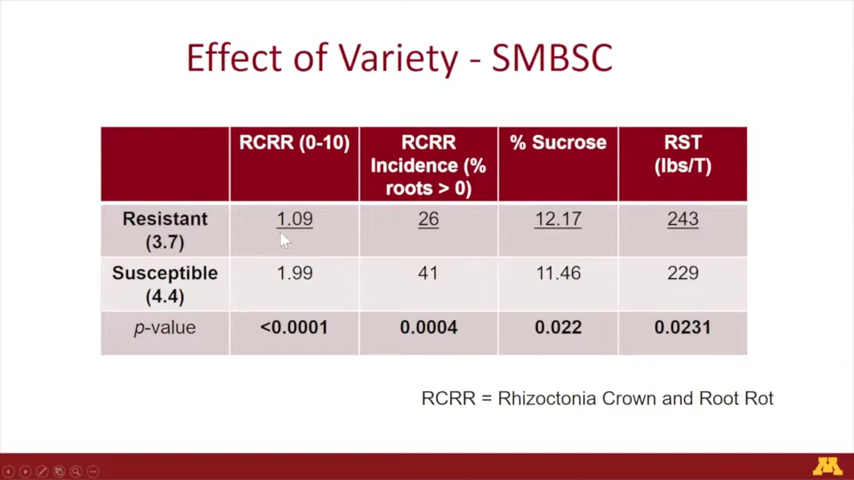 Effect of Variety - SMBSC
RCRR (0-10)
RCRR
Incidence (%
roots > 0)
% Sucrose
RST
(lbs/T)
Resistant
(3.7)
1.09
26
12.17
243
Susceptible
(4.4)
1.99
41
11.46
229
p-value
<0.0001
0.0004
0.022
0.0231
RCRR = Rhizoctonia Crown and Root Rot
M